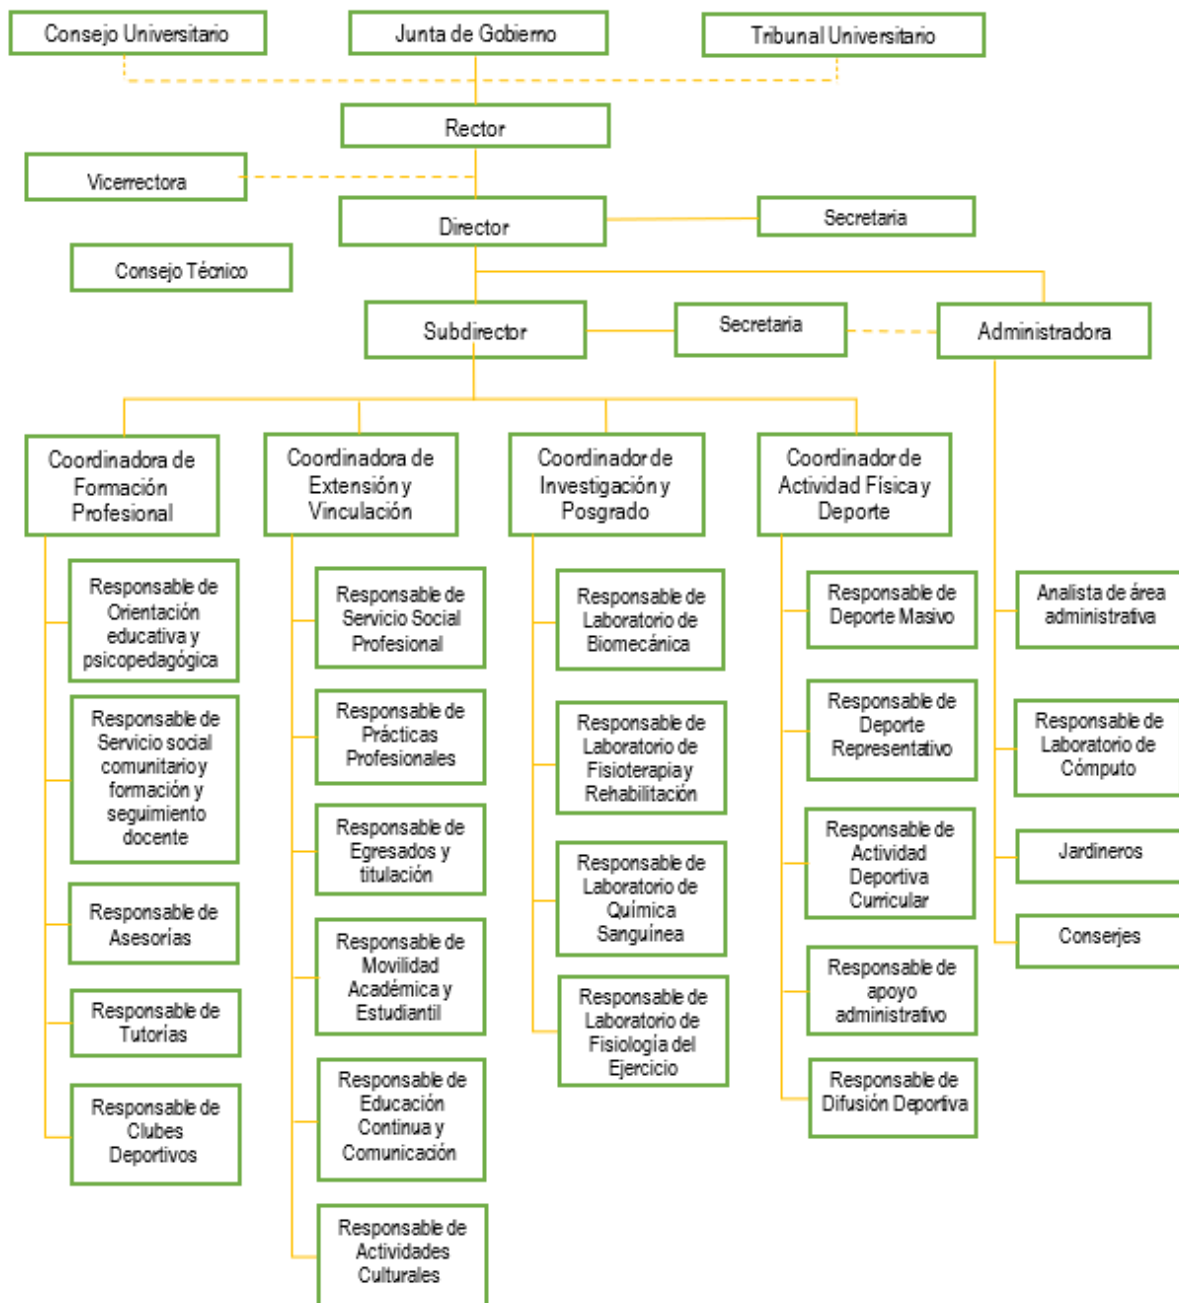 Consejo Universitario
Junta de Gobierno
Tribunal Universitario
Rector
Vicerrectora
Director
Secretaria
Consejo Técnico
Subdirector
Secretaria
Administradora
Coordinadora de
Formación
Profesional
Coordinadora de
Extensión y
Vinculación
Coordinador de
Investigación y
Posgrado
Coordinador de
Actividad Física y
Deporte
Responsable de
Orientación
educativa y
psicopedagógica
Responsable de
Servicio social
comunitario y
formación y
seguimiento
docente
Responsable de
Asesorías
Responsable de
Tutorías
Responsable de
Clubes
Deportivos
Responsable de
Servicio Social
Profesional
Responsable de
Prácticas
Profesionales
Responsable de
Egresados y
titulación
Responsable de
Movilidad
Académica y
Estudiantil
Responsable de
Educación
Continua y
Comunicación
Responsable de
Actividades
Culturales
Responsable de
Laboratorio de
Biomecánica
Responsable de
Laboratorio de
Fisioterapia y
Rehabilitación
Responsable de
Laboratorio de
Química
Sanguínea
Responsable de
Laboratorio de
Fisiología del
Ejercicio
Responsable de
Deporte Masivo
Responsable de
Deporte
Representativo
Responsable de
Actividad
Deportiva
Curricular
Responsable de
apoyo
administrativo
Responsable de
Difusión Deportiva
Analista de área
administrativa
Responsable de
Laboratorio de
Cómputo
Jardineros
Conserjes